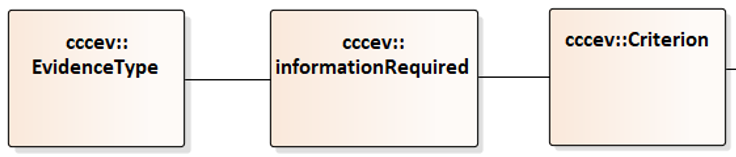 cccev::
EvidenceType
cccev::
informationRequired
cccev::Criterion